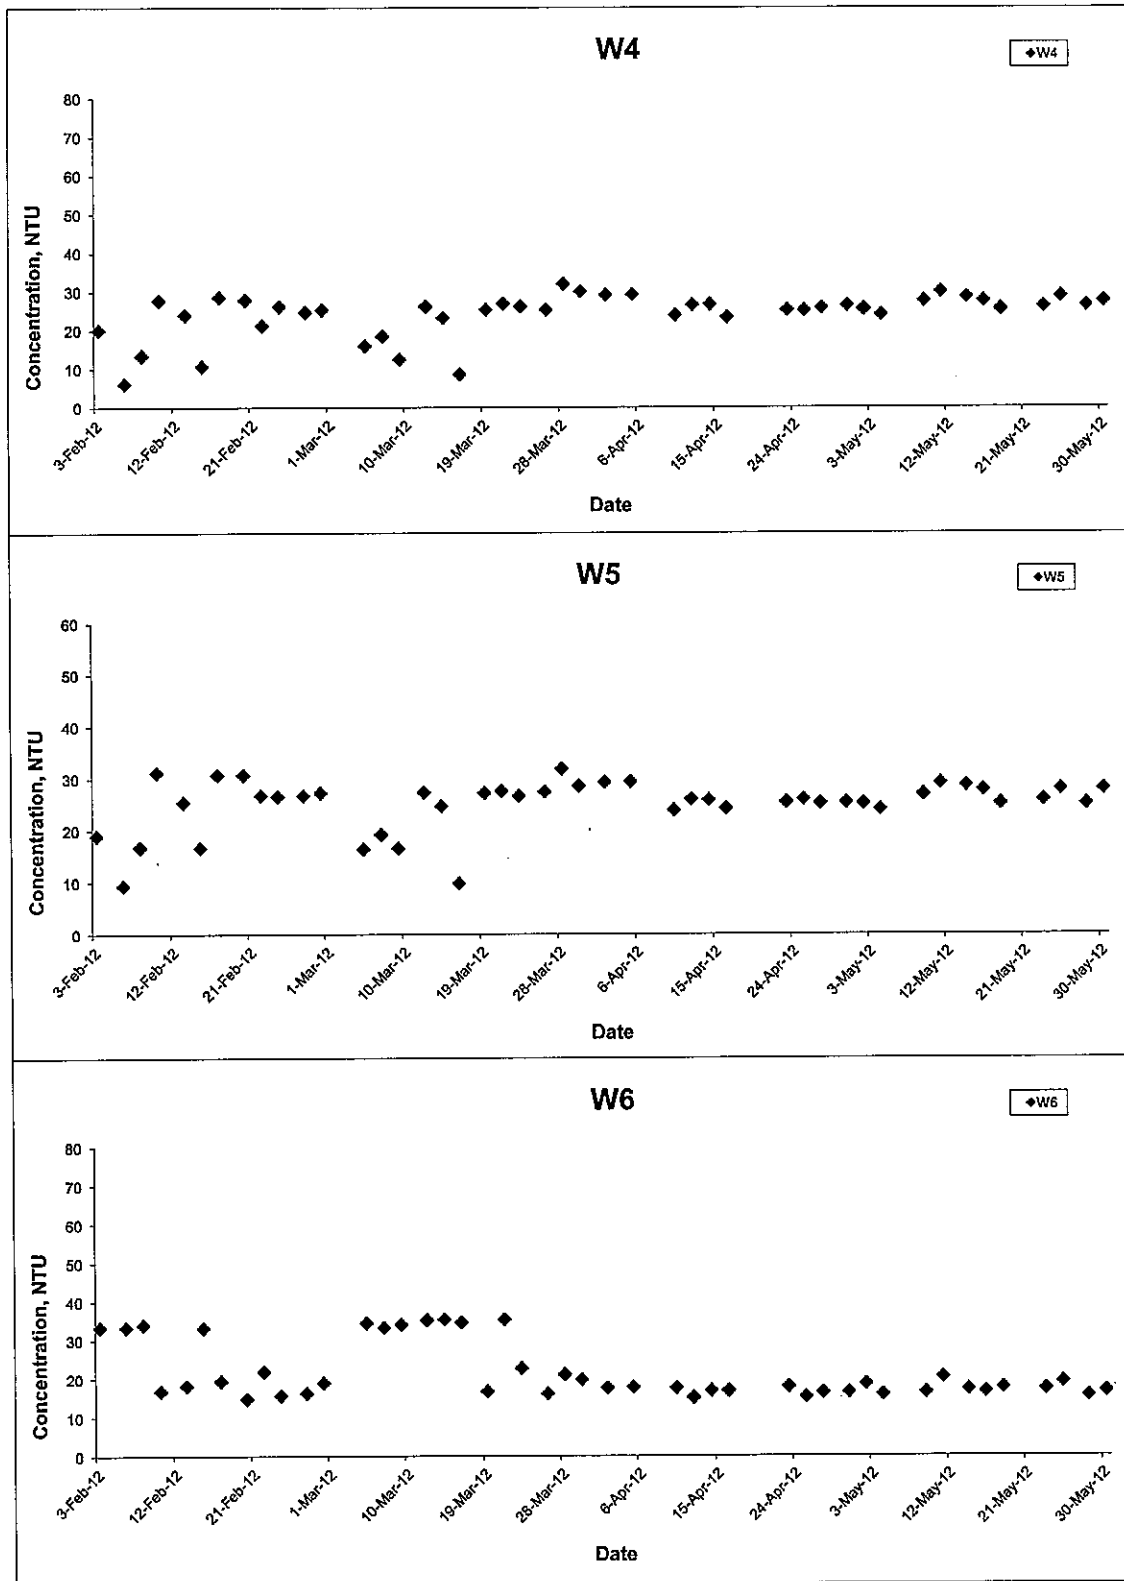 W4
◆W4
80
70
60
50
40
30
20
10
0
Concentration, NTU
3-Feb-12
12-Feb-12
21-Feb-12
1-Mar-12
10-Mar-12
19-Mar-12
28-Mar-12
6-Apr-12
15-Apr-12
24-Apr-12
3-May-12
12-May-12
21-May-12
30-May-12
Date
W5
◆W5
60
50
40
30
20
10
0
Concentration, NTU
3-Feb-12
12-Feb-12
21-Feb-12
1-Mar-12
10-Mar-12
19-Mar-12
28-Mar-12
6-Apr-12
15-Apr-12
24-Apr-12
3-May-12
12-May-12
21-May-12
30-May-12
Date
W6
◆W6
80
70
60
50
40
30
20
10
0
Concentration, NTU
3-Feb-12
12-Feb-12
21-Feb-12
1-Mar-12
10-Mar-12
19-Mar-12
28-Mar-12
6-Apr-12
15-Apr-12
24-Apr-12
3-May-12
12-May-12
21-May-12
30-May-12
Date